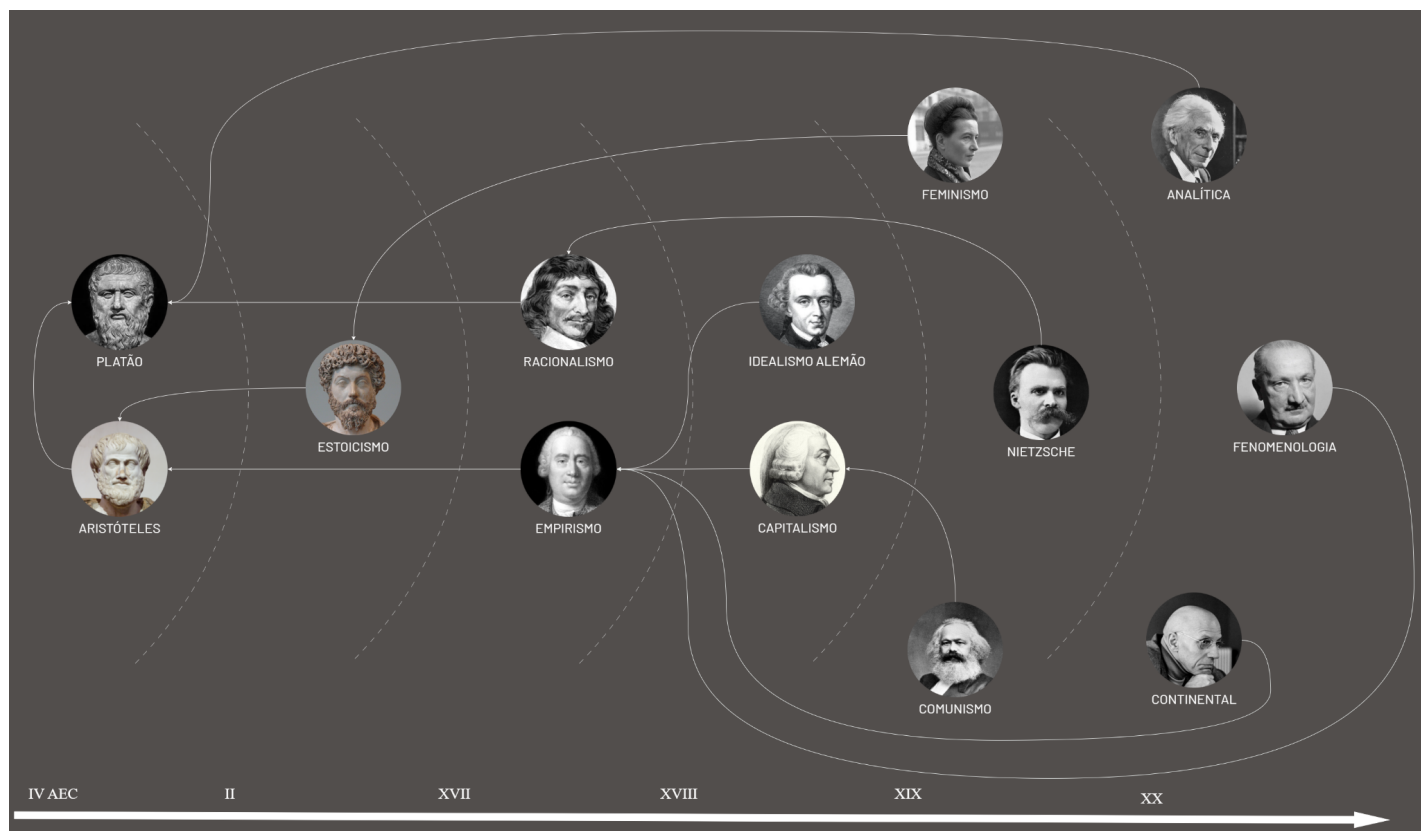 FEMINISMO
ANALÍTICA
PLATÃO
RACIONALISMO
IDEALISMO ALEMÃO
ESTOICISMO
NIETZSCHE
FENOMENOLOGIA
ARISTÓTELES
EMPIRISMO
CAPITALISMO
COMUNISMO
CONTINENTAL
IV AEC
II
XVII
XVIII
XIX
XX